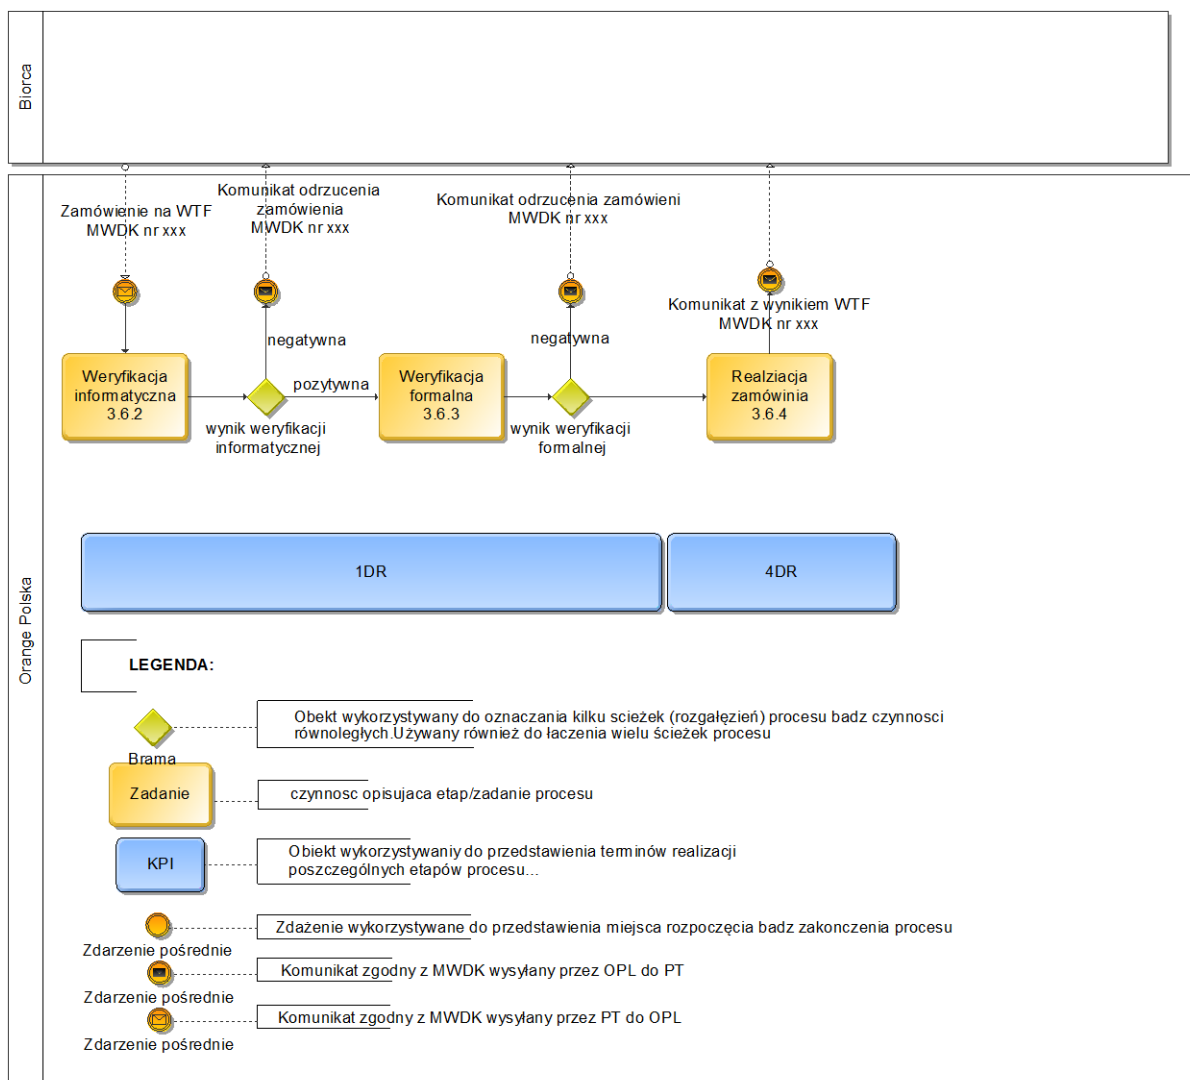 Biorca
Orange Polska
Zamówienie na WTF
MWDK nr xxx
Komunikat odrzucenia
zamówienia
MWDK nr xxx
Komunikat odrzucenia zamówieni
MWDK nr xxx
Komunikat z wynikiem WTF
MWDK nr xxx
negatywna
negatywna
Weryfikacja
informatyczna
3.6.2
pozytywna
Weryfikacja
formalna
3.6.3
Realziacja
zamówinia
3.6.4
wynik weryfikacji
informatycznej
wynik weryfikacji
formalnej
1DR
4DR
LEGENDA:
Brama
Obekt wykorzystywany do oznaczania kilku scieżek (rozgałęzień) procesu badz czynnosci
równoległych.Używany również do łaczenia wielu ścieżek procesu
Zadanie
czynnosc opisujaca etap/zadanie procesu
KPI
Obiekt wykorzystywaniy do przedstawienia terminów realizacji
poszczególnych etapów procesu...
Zdarzenie pośrednie
Zdażenie wykorzystywane do przedstawienia miejsca rozpoczęcia badz zakonczenia procesu
Zdarzenie pośrednie
Komunikat zgodny z MWDK wysyłany przez OPL do PT
Zdarzenie pośrednie
Komunikat zgodny z MWDK wysyłany przez PT do OPL